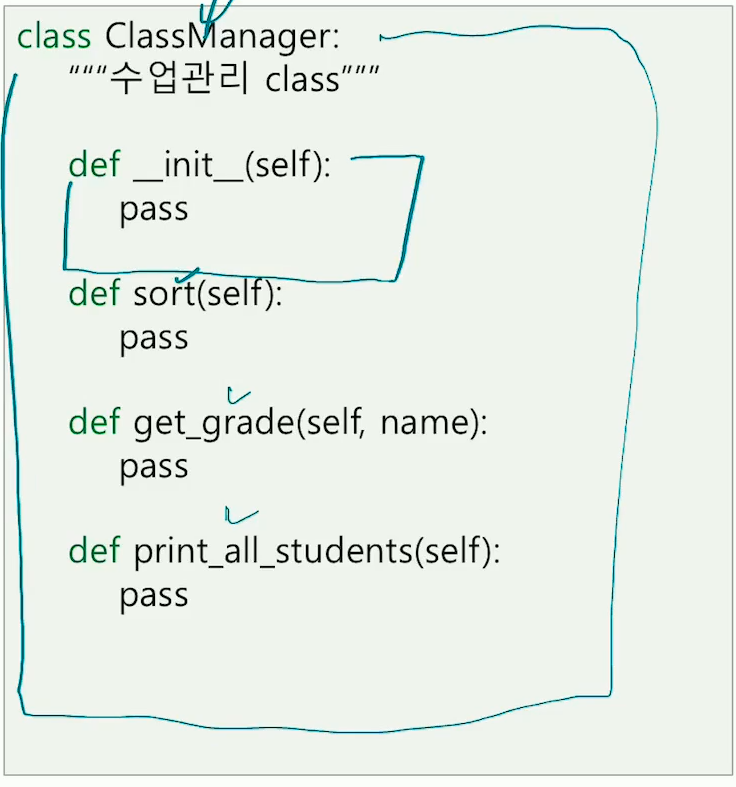 class ClassManager:
"""수업관리 class"""
def __init__(self):
pass
def sort(self):
pass
def get_grade(self, name):
pass
def print_all_students(self):
pass